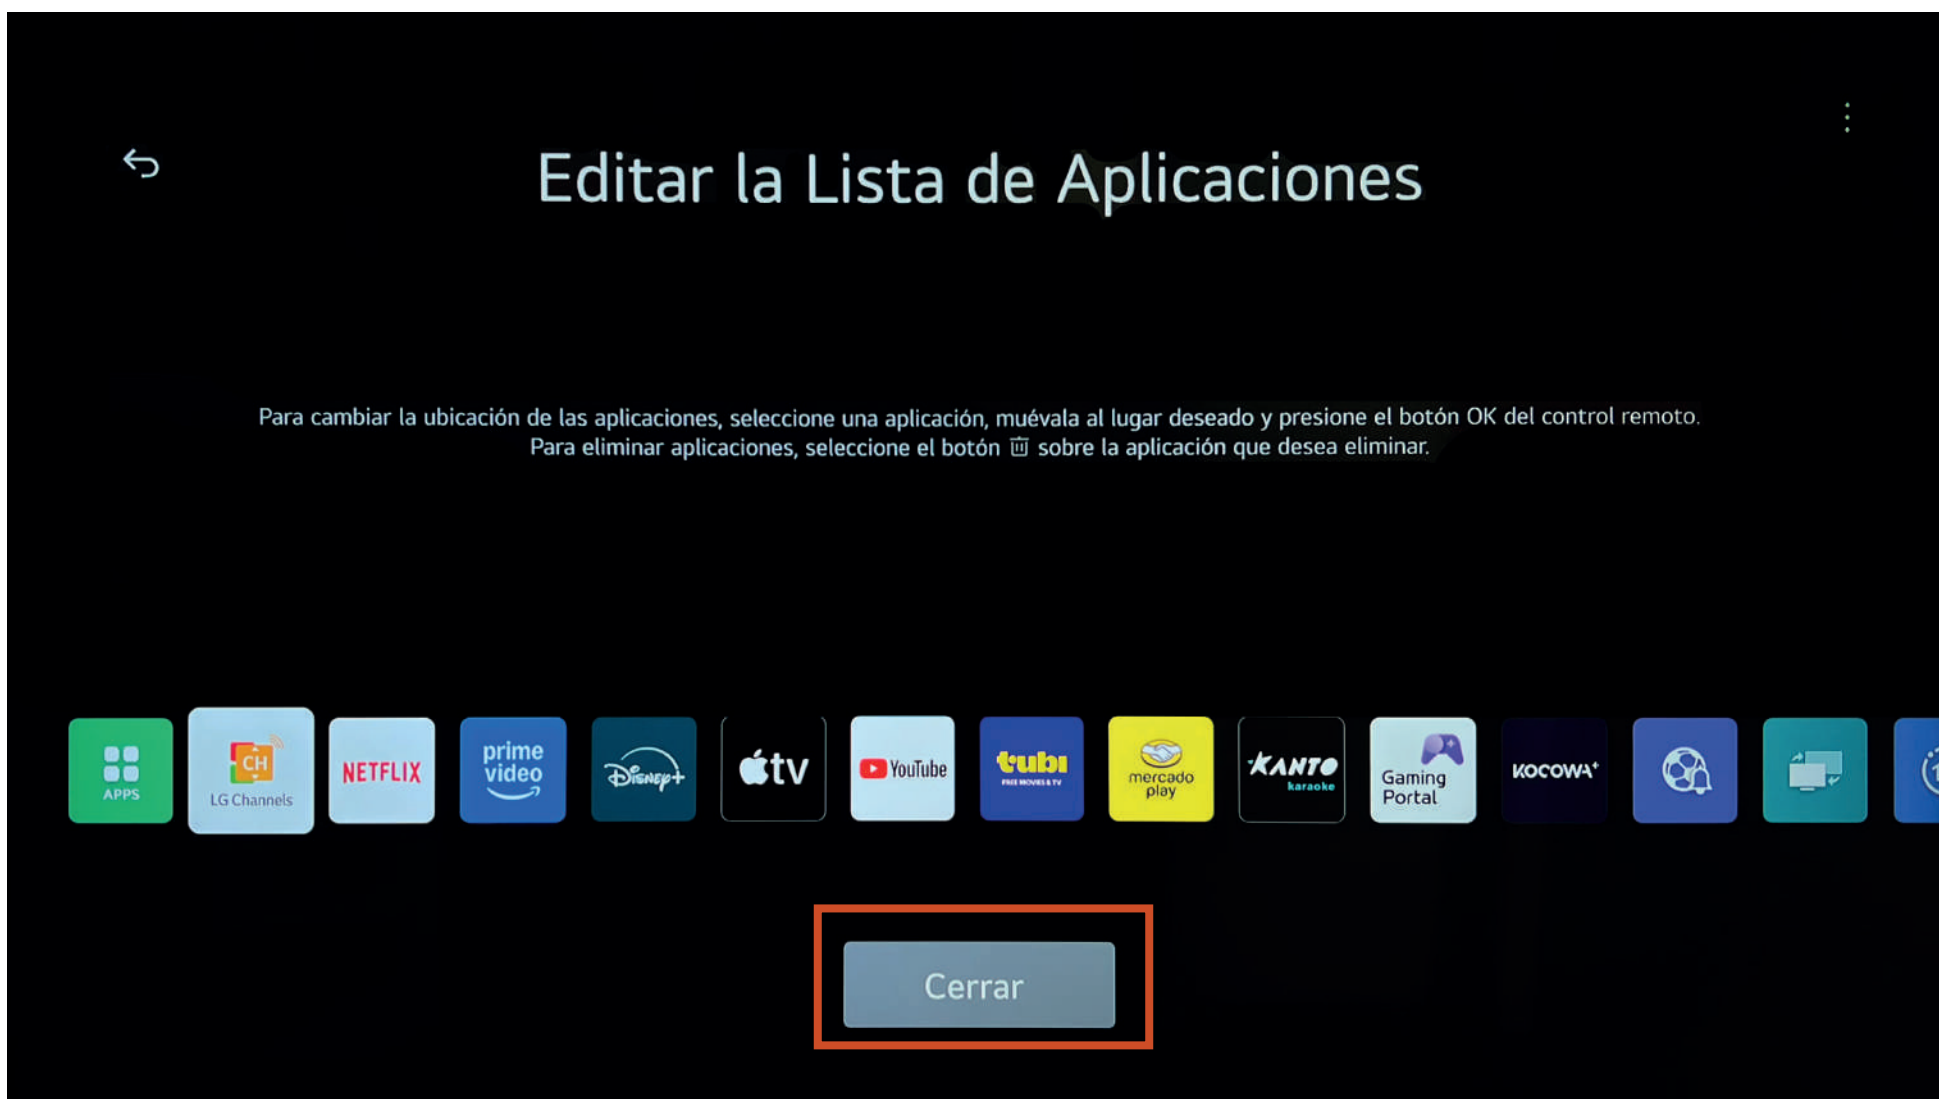 Editar la Lista de Aplicaciones
Para cambiar la ubicación de las aplicaciones, seleccione una aplicación, muévala al lugar deseado y presione el botón OK del control remoto.
Para eliminar aplicaciones, seleccione el botón sobre la aplicación que desea eliminar.
APPS
CH
LG Channels
NETFLIX
prime
video
Disney+
tv
YouTube
tubi
FREE MOVIES & TV
mercado
play
KANTO
karaoke
Gaming
Portal
KOCOWA+
Cerrar